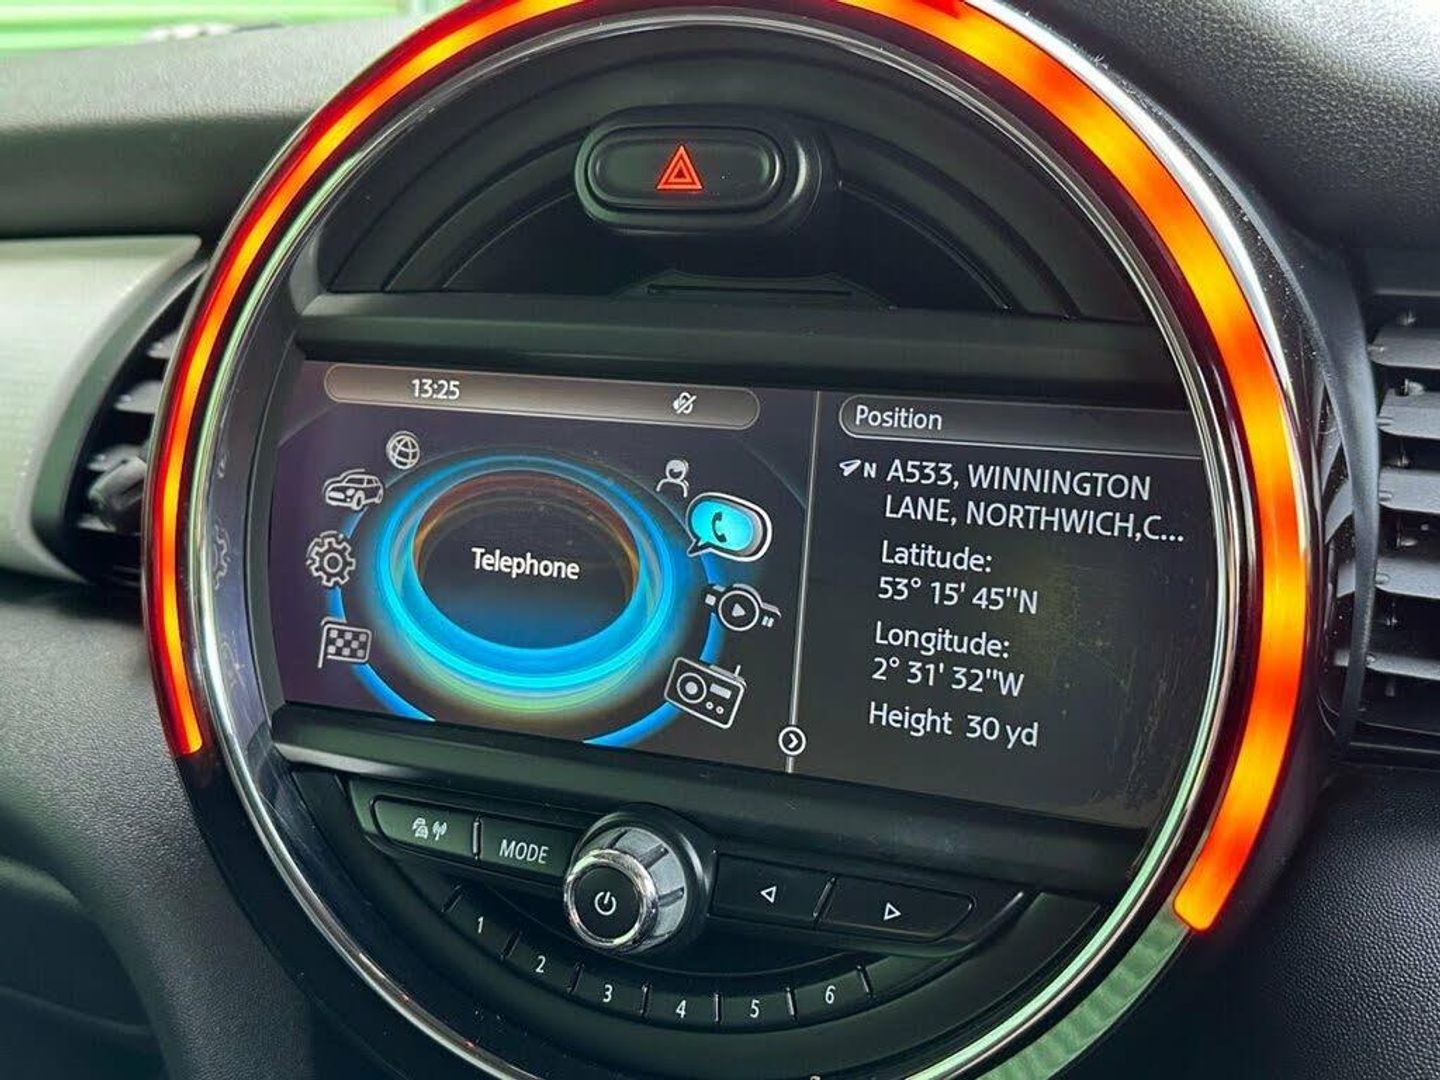 13:25
Telephone
Position
N A533, WINNINGTON
LANE, NORTHWICH,C...
Latitude:
53° 15' 45"N
Longitude:
2° 31' 32"W
Height 30 yd
MODE
1
2
3
4
5
6